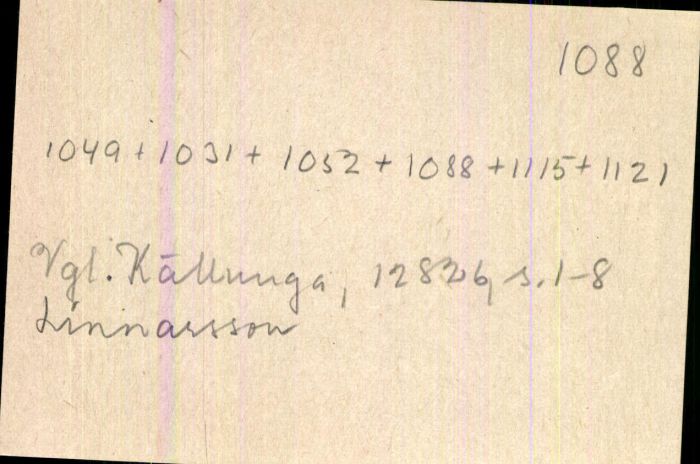 1088
1049 + 1031 + 1052 + 1088 + 1115 + 1121
Vgl. Källunga, 12826, s. 1-8
Linnarsson